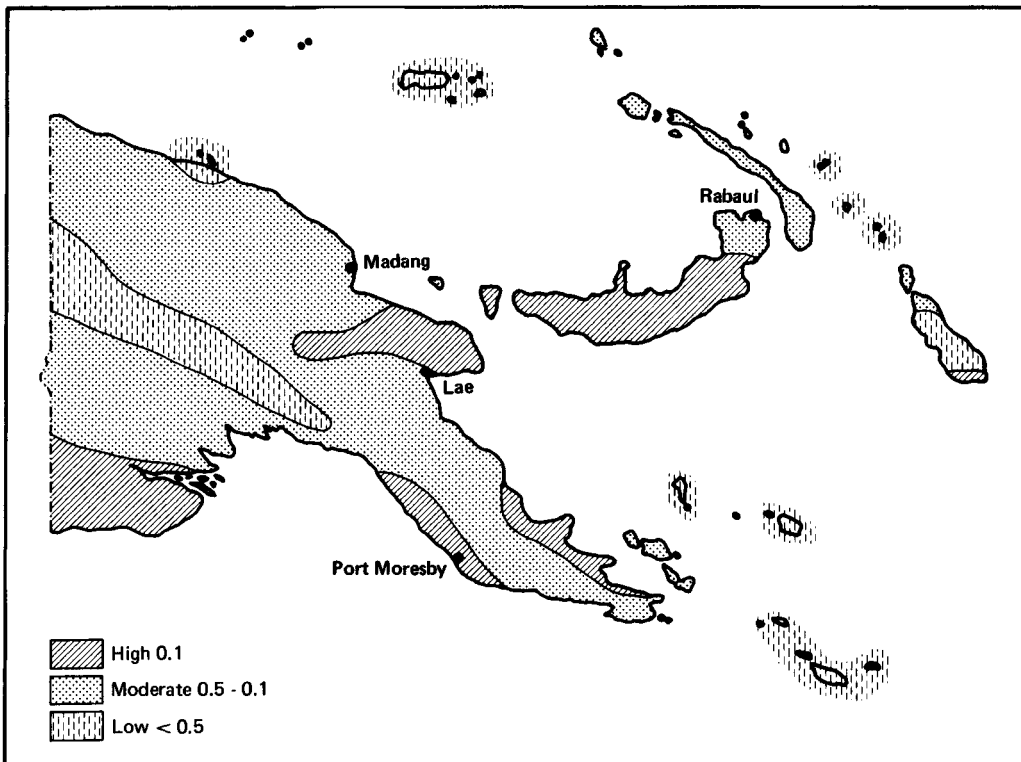 Rabaul
Madang
Lae
Port Moresby
High 0.1
Moderate 0.5 - 0.1
Low < 0.5